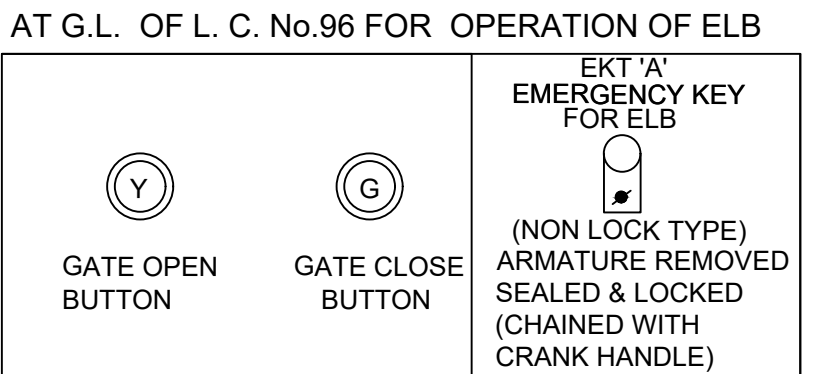 AT G.L. OF L. C. No.96 FOR OPERATION OF ELB
Y
GATE OPEN
BUTTON
G
GATE CLOSE
BUTTON
EKT 'A'
EMERGENCY KEY
FOR ELB
(NON LOCK TYPE)
ARMATURE REMOVED
SEALED & LOCKED
(CHAINED WITH
CRANK HANDLE)